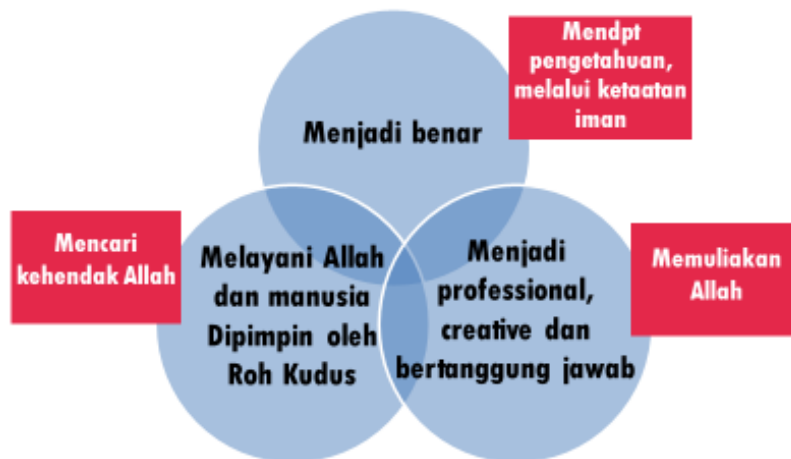 Mendpt
pengetahuan,
melalui ketaatan
iman
Menjadi benar
Mencari
kehendak Allah
Melayani Allah
dan manusia
Dipimpin oleh
Roh Kudus
Menjadi
professional,
creative dan
bertanggung jawab
Memuliakan
Allah